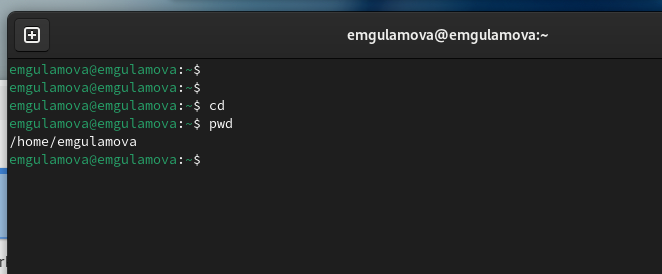 emgulamova@emgulamova:~
emgulamova@emgulamova:~$
emgulamova@emgulamova:~$
emgulamova@emgulamova:~$ cd
emgulamova@emgulamova:~$ pwd
/home/emgulamova
emgulamova@emgulamova:~$